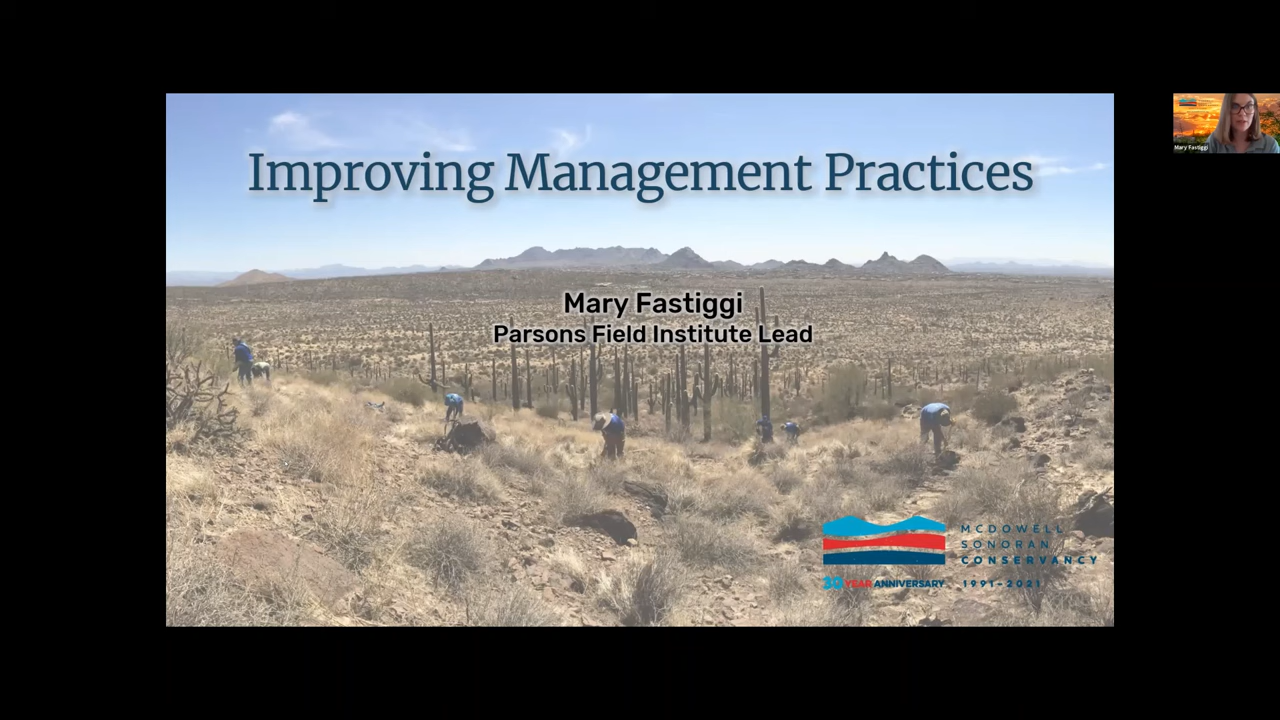 Improving Management Practices
Mary Fastiggi
Mary Fastiggi
Parsons Field Institute Lead
MCDOWELL
SONORAN
CONSERVANCY
30 YEAR ANNIVERSARY 1991-2021